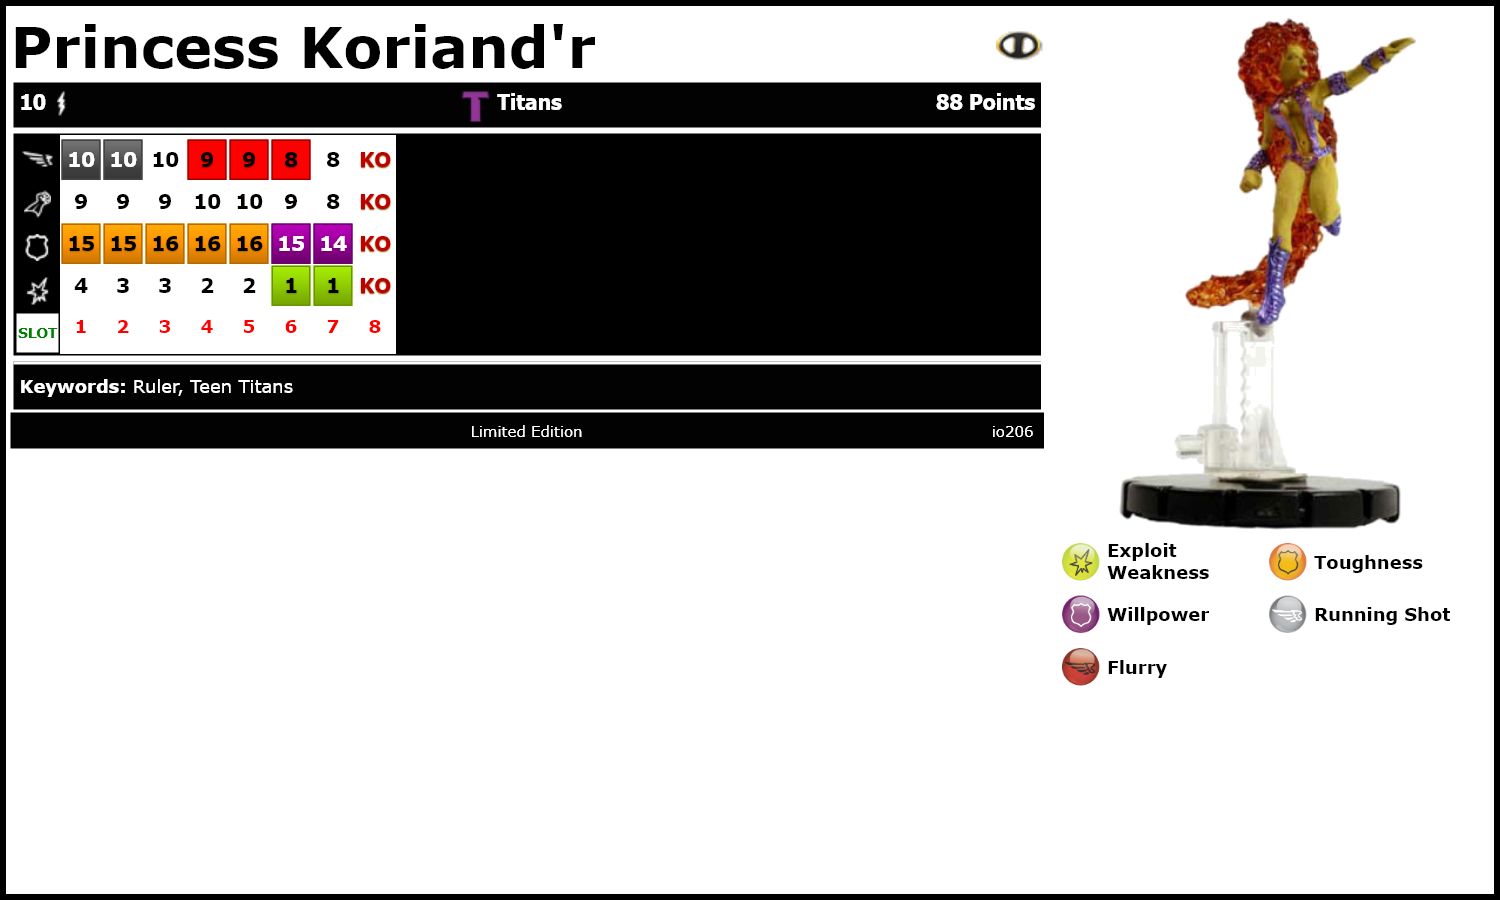 Princess Koriand'r
10 Titans 88 Points
10 10 10 9 9 8 8 KO
9 9 9 10 10 9 8 KO
15 15 16 16 16 15 14 KO
4 3 3 2 2 1 1 KO
SLOT 1 2 3 4 5 6 7 8
Keywords: Ruler, Teen Titans
Limited Edition io206
Exploit
Weakness
Toughness
Willpower
Running Shot
Flurry